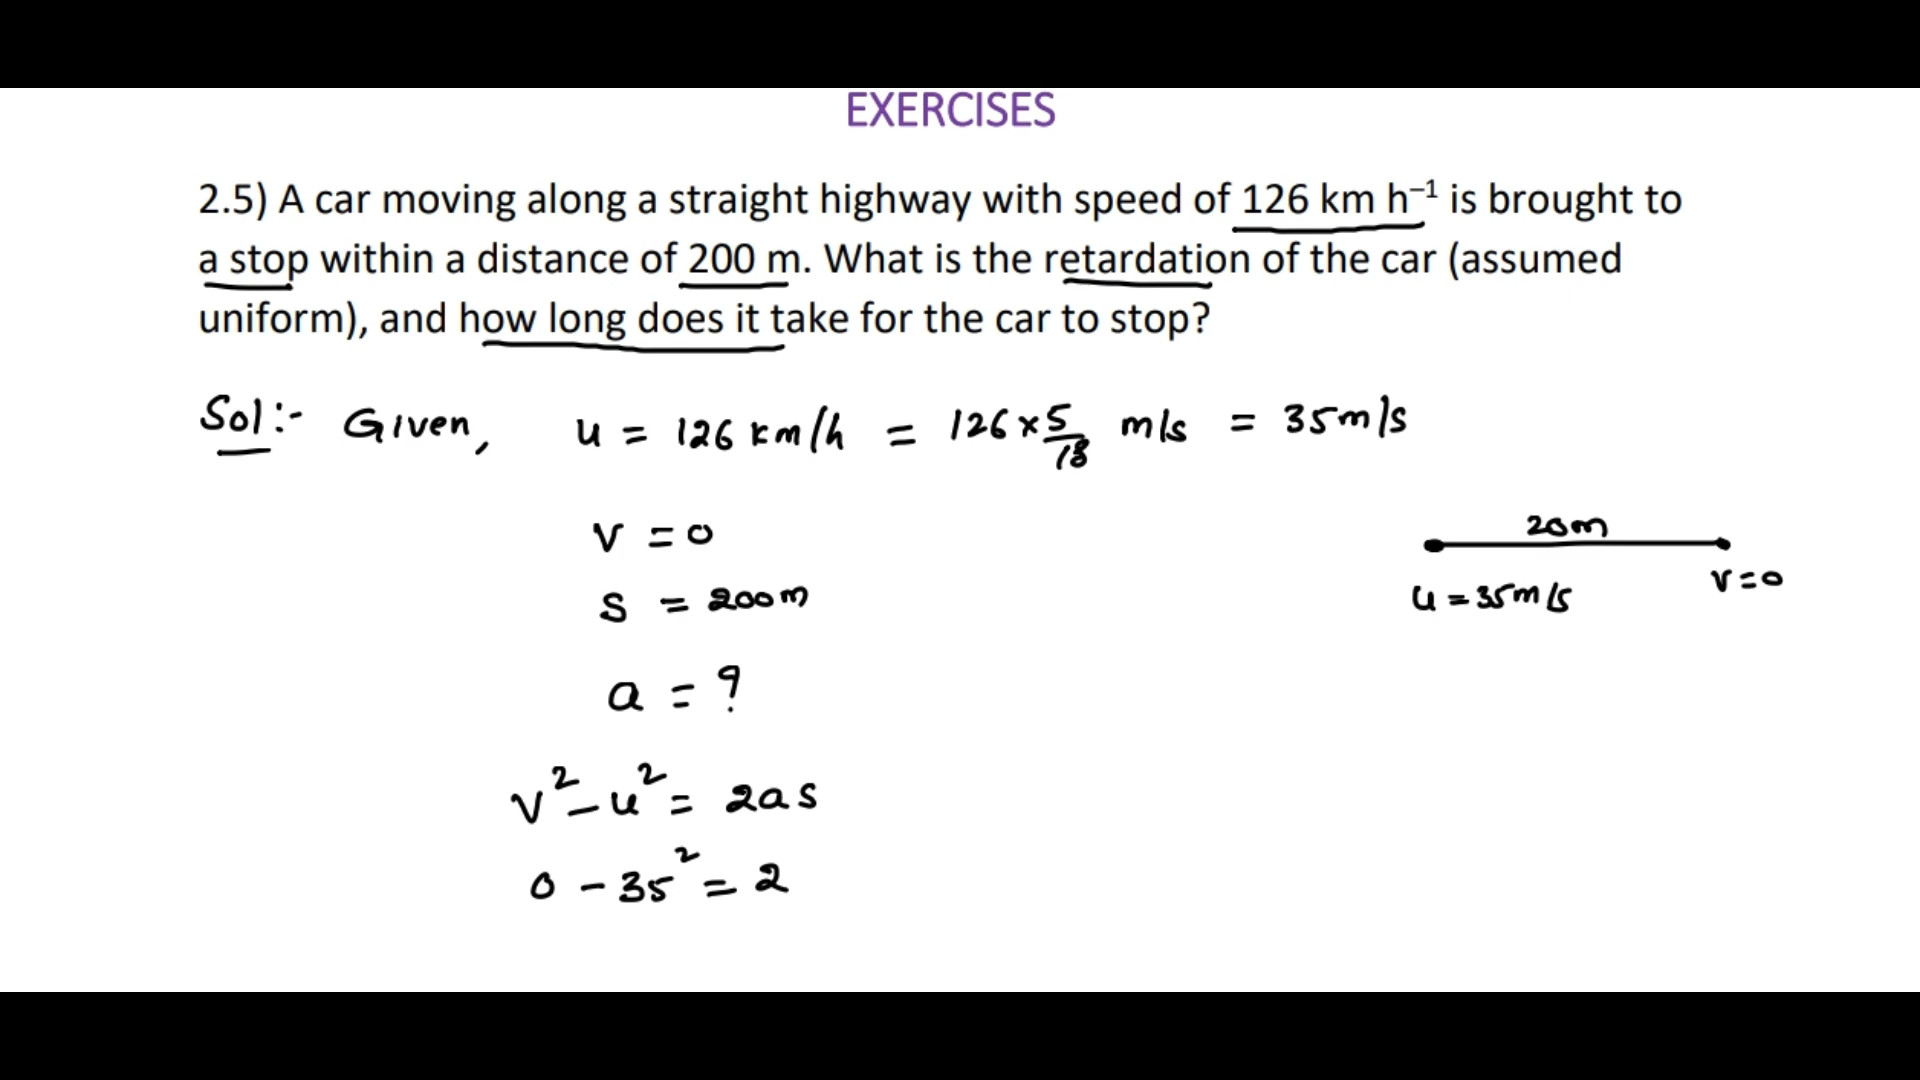 EXERCISES
2.5) A car moving along a straight highway with speed of 126 km h⁻¹ is brought to
a stop within a distance of 200 m. What is the retardation of the car (assumed
uniform), and how long does it take for the car to stop?
Sol:- Given, u = 126 km/h = 126 × 5/18 m/s = 35 m/s
v = 0
20m
u = 35 m/s
v = 0
s = 200m
a = ?
v² - u² = 2as
0 - 35² = 2